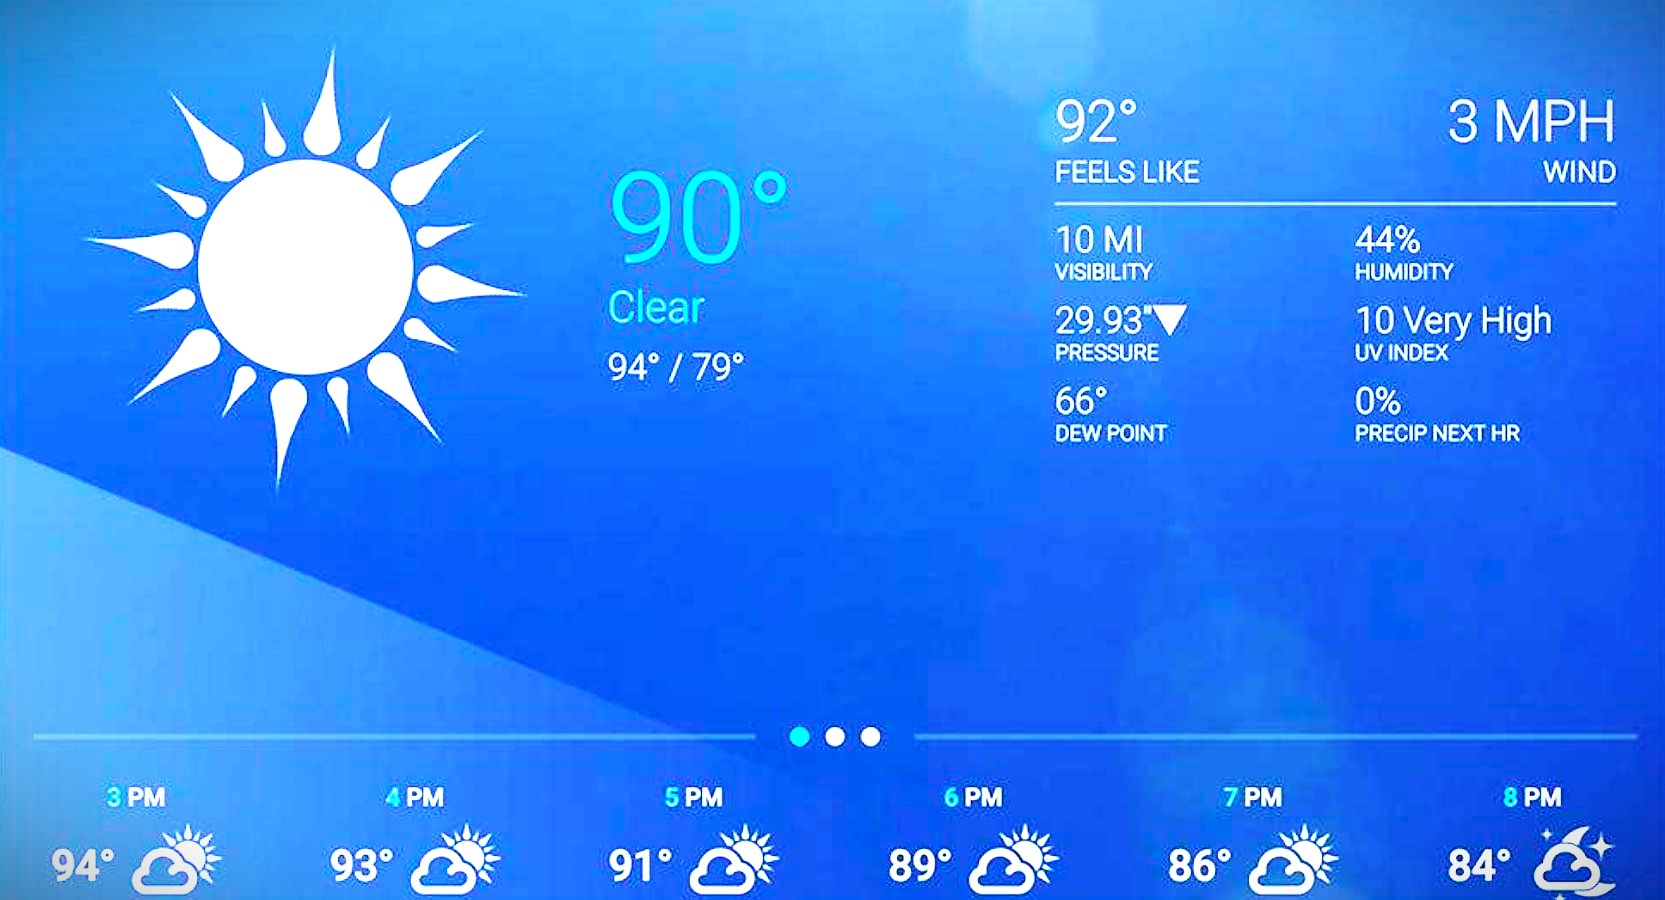 90°
Clear
94° / 79°
92°
FEELS LIKE
3 MPH
WIND
10 MI
VISIBILITY
44%
HUMIDITY
29.93"▼
PRESSURE
10 Very High
UV INDEX
66°
DEW POINT
0%
PRECIP NEXT HR
3 PM 4 PM 5 PM 6 PM 7 PM 8 PM
94° 93° 91° 89° 86° 84°